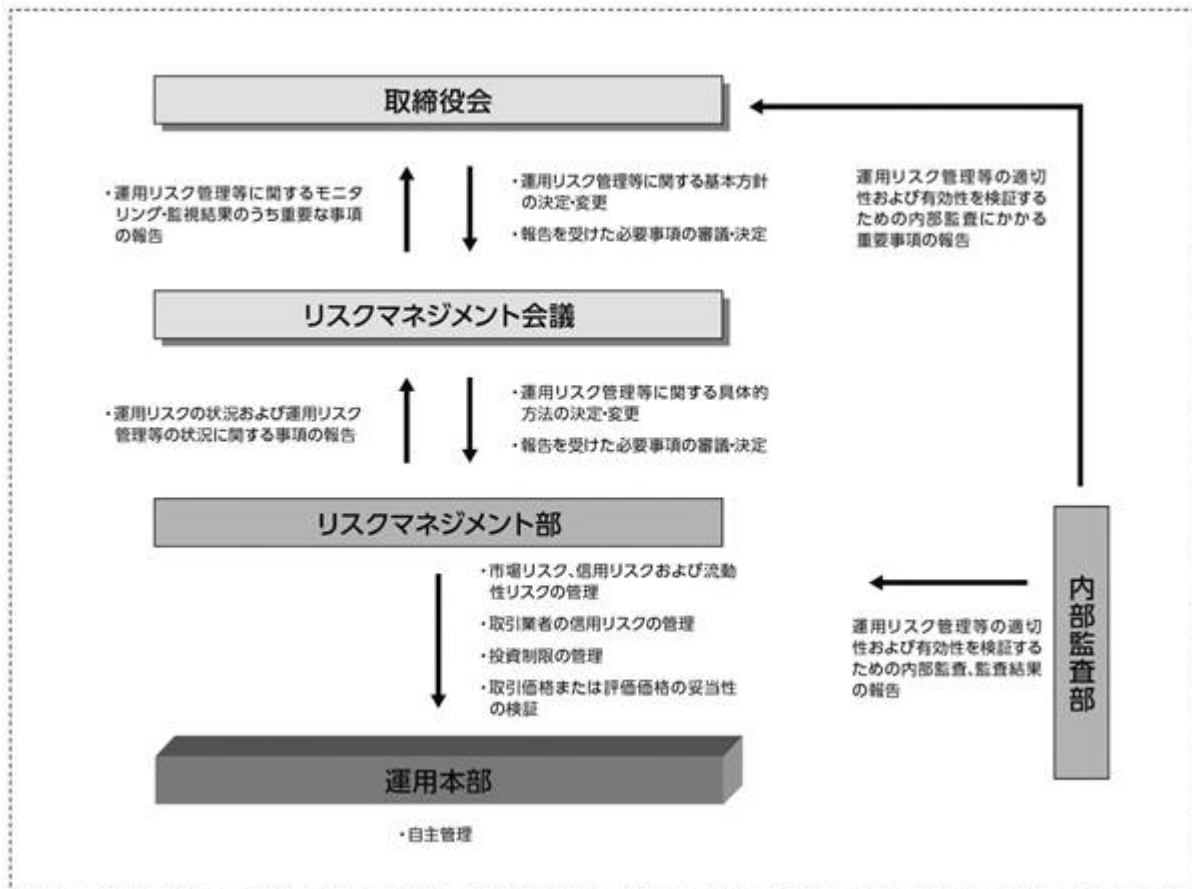 取締役会
・運用リスク管理等に関するモニタ
リング・監視結果のうち重要な事項
の報告
・運用リスク管理等に関する基本方針
の決定・変更
・報告を受けた必要事項の審議・決定
運用リスク管理等の適切
性および有効性を検証する
ための内部監査にかかる
重要事項の報告
リスクマネジメント会議
・運用リスクの状況および運用リスク
管理等の状況に関する事項の報告
・運用リスク管理等に関する具体的
方法の決定・変更
・報告を受けた必要事項の審議・決定
リスクマネジメント部
・市場リスク、信用リスクおよび流動
性リスクの管理
・取引業者の信用リスクの管理
・投資制限の管理
・取引価格または評価価格の妥当性
の検証
運用リスク管理等の適切
性および有効性を検証する
ための内部監査、監査結果
の報告
内部監査部
運用本部
・自主管理